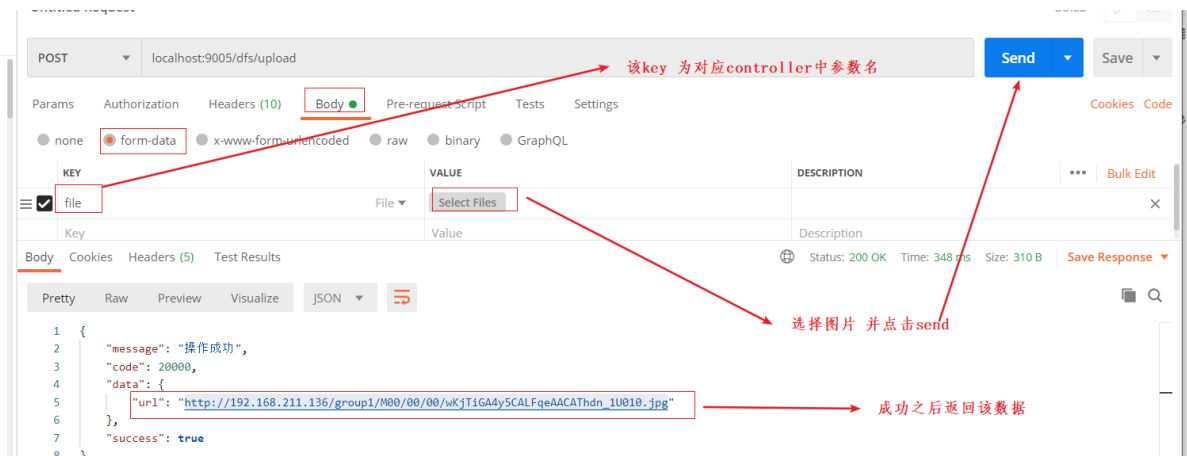 Untitled Request
POST localhost:9005/dfs/upload Send Save
该key 为对应controller中参数名
Params Authorization Headers (10) Body Pre-request Script Tests Settings Cookies Code
none form-data x-www-form-urlencoded raw binary GraphQL
KEY VALUE DESCRIPTION ••• Bulk Edit
file File Select Files
Key Value Description
Body Cookies Headers (5) Test Results Status: 200 OK Time: 348 ms Size: 310 B Save Response
Pretty Raw Preview Visualize JSON
选择图片 并点击send
1 {
2 "message": "操作成功",
3 "code": 20000,
4 "data": {
5 "url": "http://192.168.211.136/group1/M00/00/00/wKjTiGA4y5CALFqeAACAThdn_1U010.jpg"
成功之后返回该数据
6 },
7 "success": true
8 }